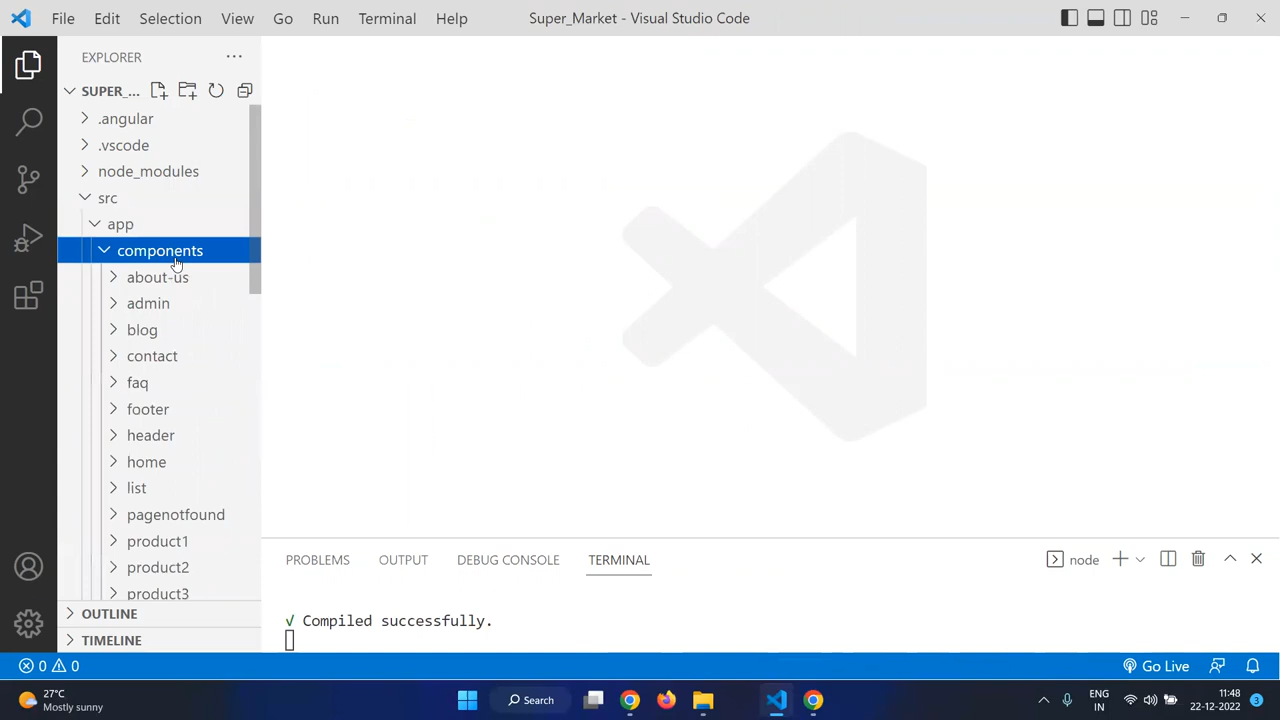 File Edit Selection View Go Run Terminal Help Super_Market - Visual Studio Code
EXPLORER
SUPER_...
.angular
.vscode
node_modules
src
app
components
about-us
admin
blog
contact
faq
footer
header
home
list
pagenotfound
product1
product2
product3
OUTLINE
TIMELINE
PROBLEMS OUTPUT DEBUG CONSOLE TERMINAL node
√ Compiled successfully.
0 0 Go Live
27°C
Mostly sunny
Search
ENG
IN
11:48
22-12-2022
3